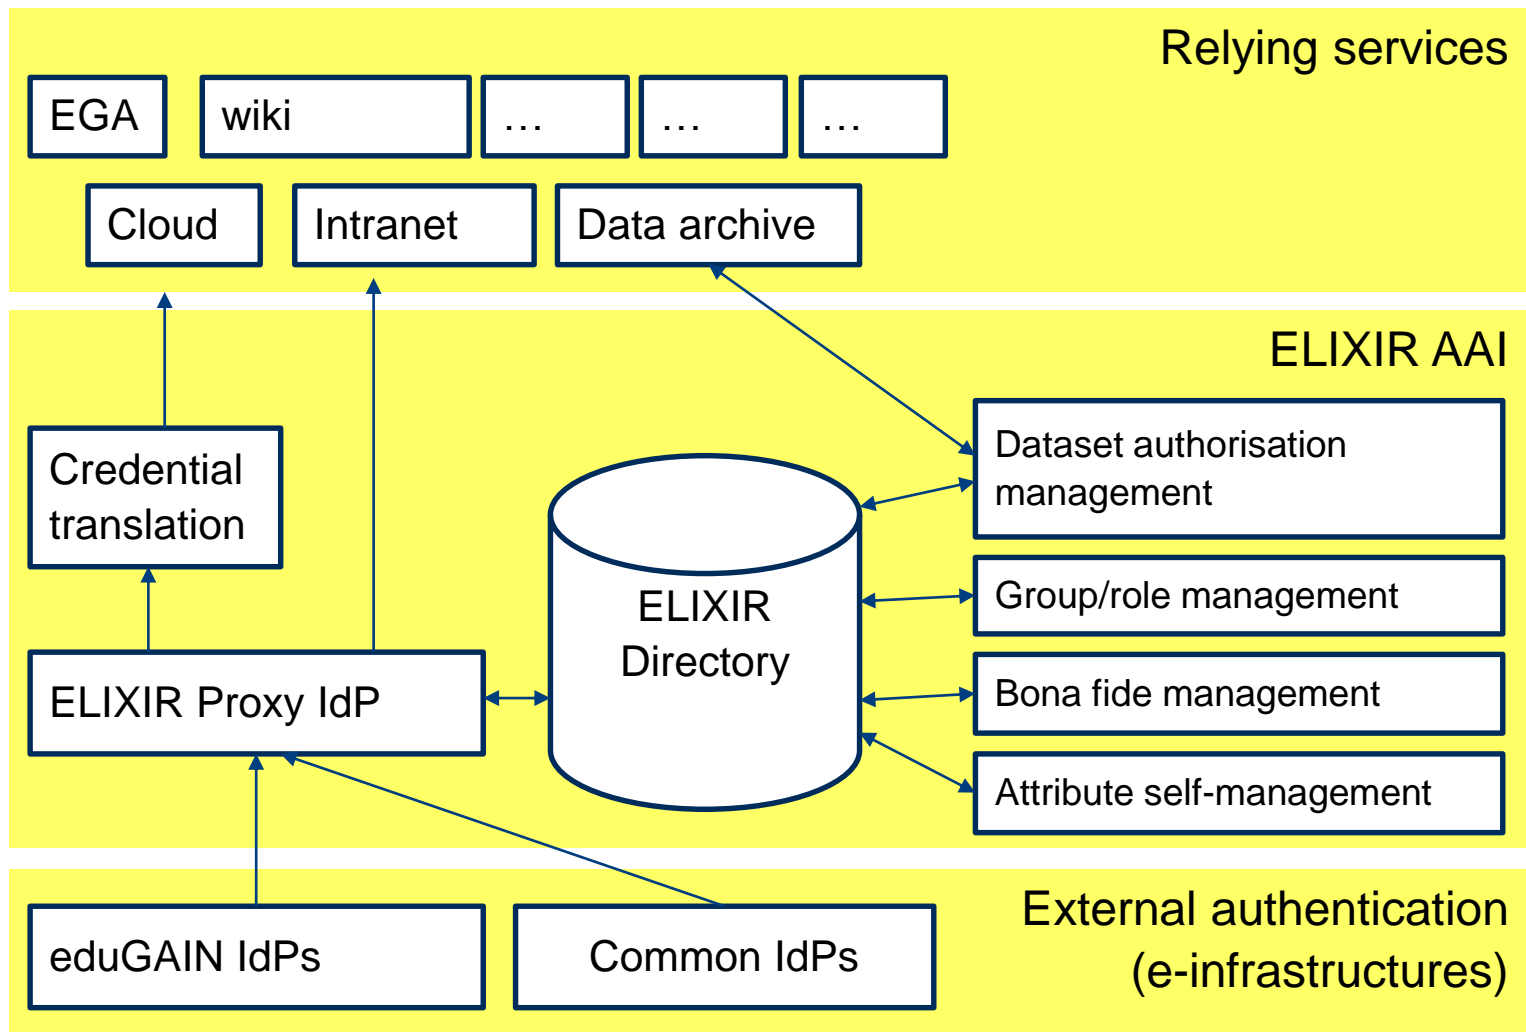 Relying services
EGA
wiki
…
…
…
Cloud
Intranet
Data archive
ELIXIR AAI
Credential
translation
Dataset authorisation
management
ELIXIR
Directory
Group/role management
ELIXIR Proxy IdP
Bona fide management
Attribute self-management
External authentication
(e-infrastructures)
eduGAIN IdPs
Common IdPs